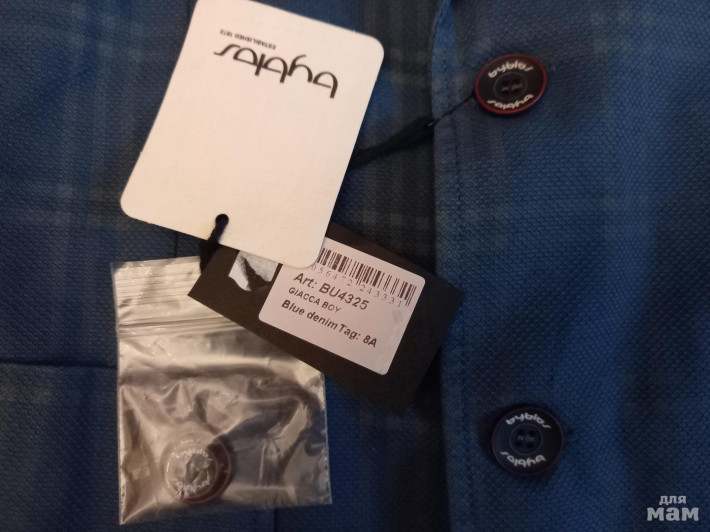 byblos
ESTABLISHED 1973
byblos
byblos
Art: BU4325
GIACCA BOY
Blue denim Tag: 8A
byblos
byblos
для
мам